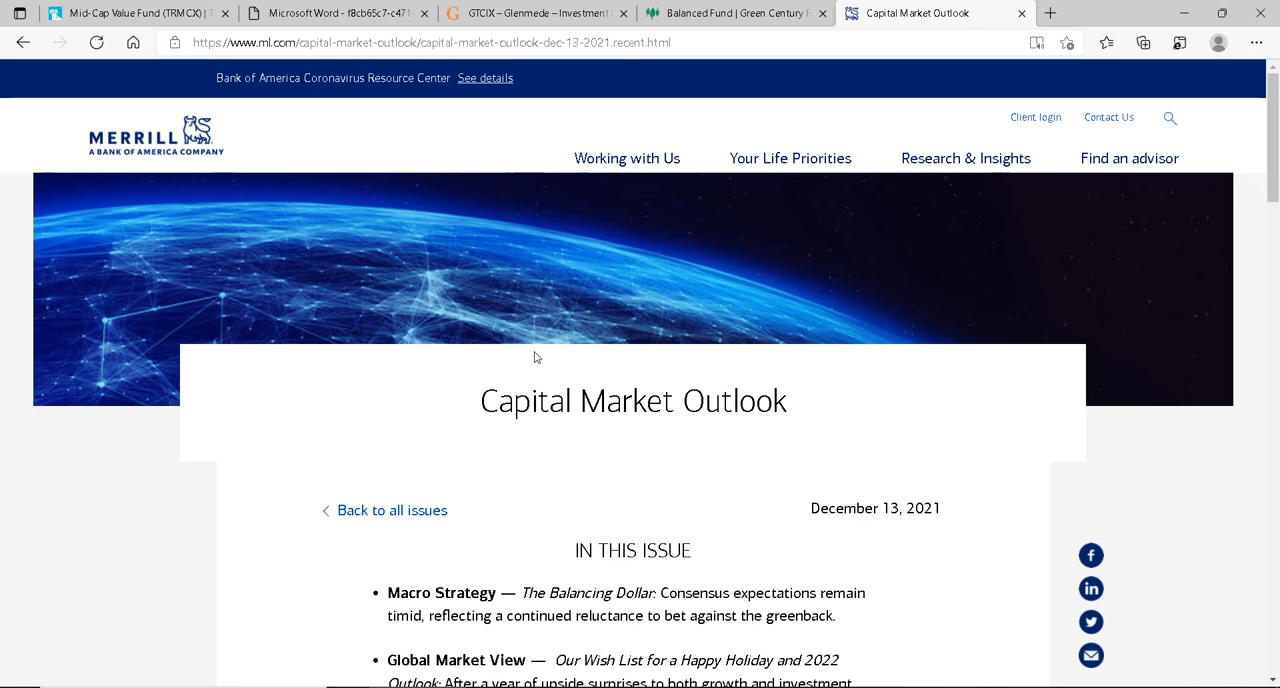 Mid-Cap Value Fund (TRMCX) | T
Microsoft Word - f8cb65c7-c471-
GTCIX – Glenmede – Investment
Balanced Fund | Green Century F
Capital Market Outlook
https://www.ml.com/capital-market-outlook/capital-market-outlook-dec-13-2021.recent.html
Bank of America Coronavirus Resource Center See details
Client login Contact Us
MERRILL
A BANK OF AMERICA COMPANY
Working with Us Your Life Priorities Research & Insights Find an advisor
Capital Market Outlook
Back to all issues December 13, 2021
IN THIS ISSUE
• Macro Strategy — The Balancing Dollar: Consensus expectations remain
timid, reflecting a continued reluctance to bet against the greenback.
• Global Market View — Our Wish List for a Happy Holiday and 2022
Outlook: After a year of upside surprises to both growth and investment